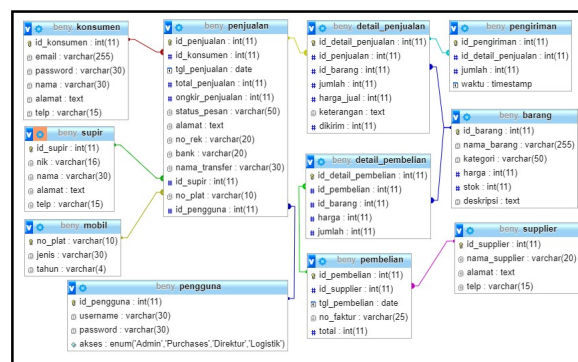 beny. konsumen
id_konsumen : int(11)
email : varchar(255)
password : varchar(30)
nama : varchar(30)
alamat : text
telp : varchar(15)
beny. supir
id_supir : int(11)
nik : varchar(16)
nama : varchar(30)
alamat : text
telp : varchar(15)
beny. mobil
no_plat : varchar(10)
jenis : varchar(30)
tahun : varchar(4)
beny. pengguna
id_pengguna : int(11)
username : varchar(30)
password : varchar(30)
akses : enum('Admin','Purchases','Direktur','Logistik')
beny. penjualan
id_penjualan : int(11)
id_konsumen : int(11)
tgl_penjualan : date
total_penjualan : int(11)
ongkir_penjualan : int(11)
status_pesan : varchar(50)
alamat : text
no_rek : varchar(20)
bank : varchar(20)
nama_transfer : varchar(30)
id_supir : int(11)
no_plat : varchar(10)
id_pengguna : int(11)
beny. detail_penjualan
id_detail_penjualan : int(11)
id_penjualan : int(11)
id_barang : int(11)
jumlah : int(11)
harga_jual : int(11)
keterangan : text
dikirim : int(11)
beny. detail_pembelian
id_detail_pembelian : int(11)
id_pembelian : int(11)
id_barang : int(11)
harga : int(11)
jumlah : int(11)
beny. pembelian
id_pembelian : int(11)
id_supplier : int(11)
tgl_pembelian : date
no_faktur : varchar(25)
total : int(11)
beny. pengiriman
id_pengiriman : int(11)
id_detail_penjualan : int(11)
jumlah : int(11)
waktu : timestamp
beny. barang
id_barang : int(11)
nama_barang : varchar(255)
kategori : varchar(50)
harga : int(11)
stok : int(11)
deskripsi : text
beny. supplier
id_supplier : int(11)
nama_supplier : varchar(20)
alamat : text
telp : varchar(15)